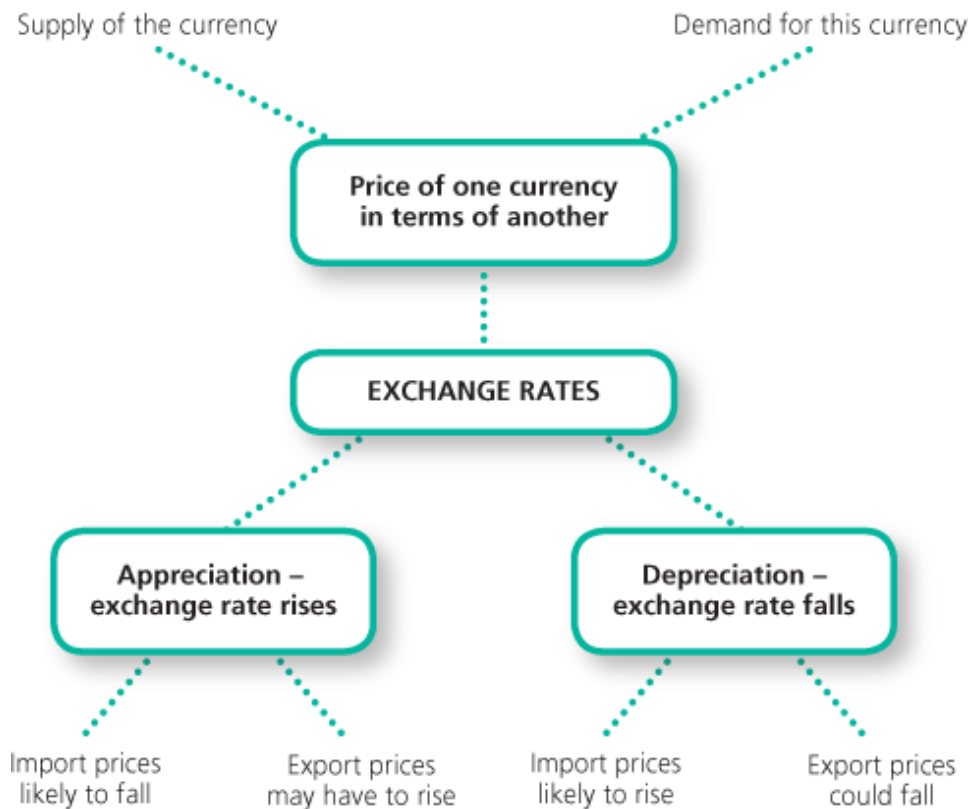 Supply of the currency
Demand for this currency
Price of one currency
in terms of another
EXCHANGE RATES
Appreciation –
exchange rate rises
Depreciation –
exchange rate falls
Import prices
likely to fall
Export prices
may have to rise
Import prices
likely to rise
Export prices
could fall